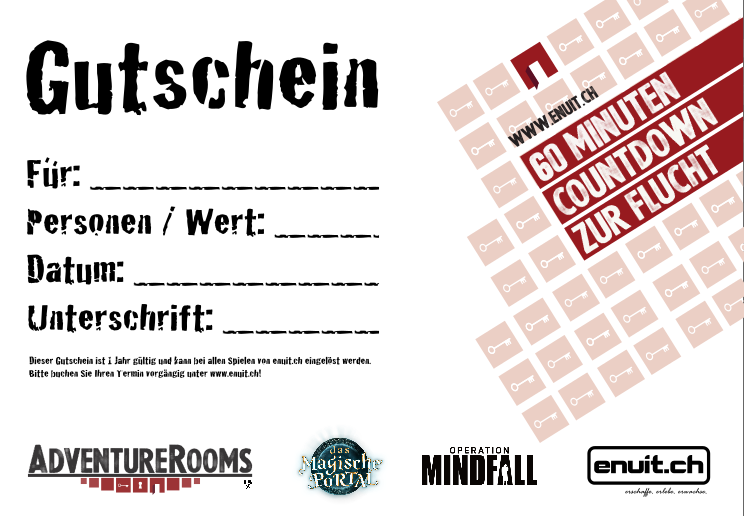 Gutschein
Für: _______________
Personen / Wert: ______
Datum: _____________
Unterschrift: _________
Dieser Gutschein ist 1 Jahr gültig und kann bei allen Spielen von enuit.ch eingelöst werden.
Bitte buchen Sie Ihren Termin vorgängig unter www.enuit.ch!
WWW.ENUIT.CH
60 MINUTEN
COUNTDOWN
ZUR FLUCHT
ADVENTUREROOMS
das
Magische
PORTAL
OPERATION
MINDFALL
enuit.ch
erschaffe, erlebe, erwache.